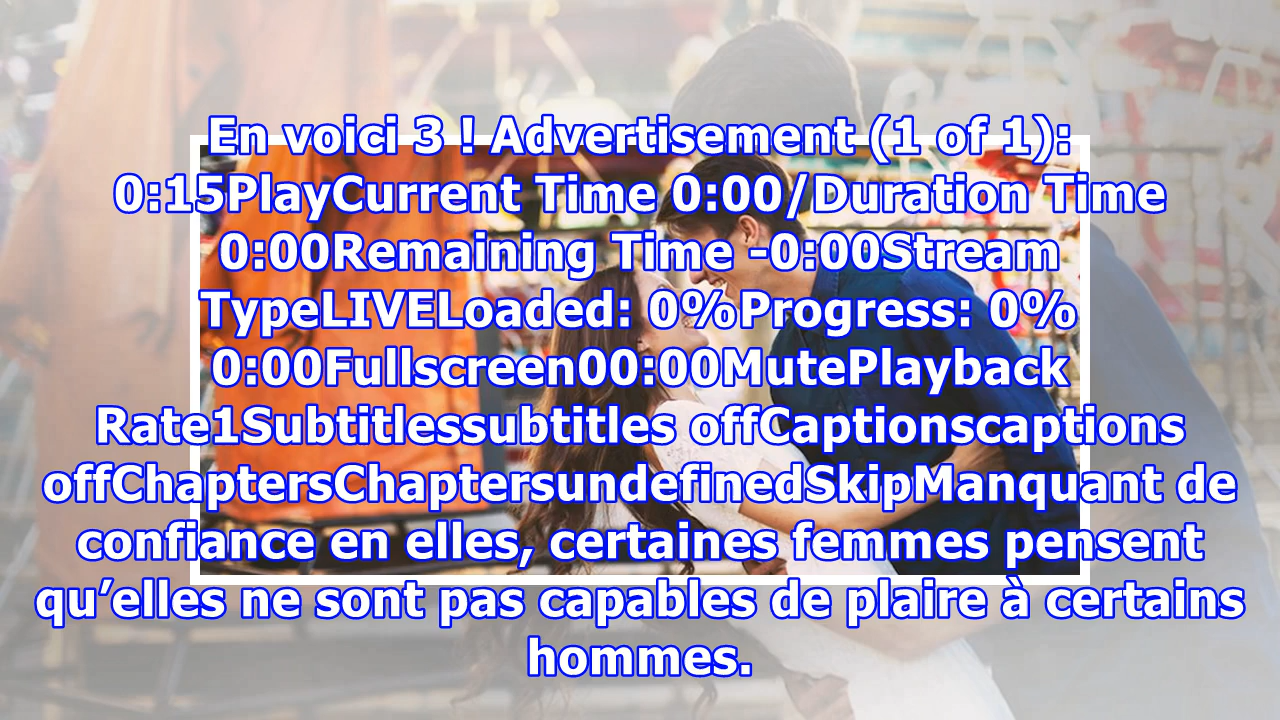 En voici 3 ! Advertisement (1 of 1):
0:15PlayCurrent Time 0:00/Duration Time
0:00Remaining Time -0:00Stream
TypeLIVELoaded: 0%Progress: 0%
0:00Fullscreen00:00MutePlayback
Rate1Subtitlessubtitles offCaptionscaptions
offChaptersChaptersundefinedSkipManquant de
confiance en elles, certaines femmes pensent
qu’elles ne sont pas capables de plaire à certains
hommes.